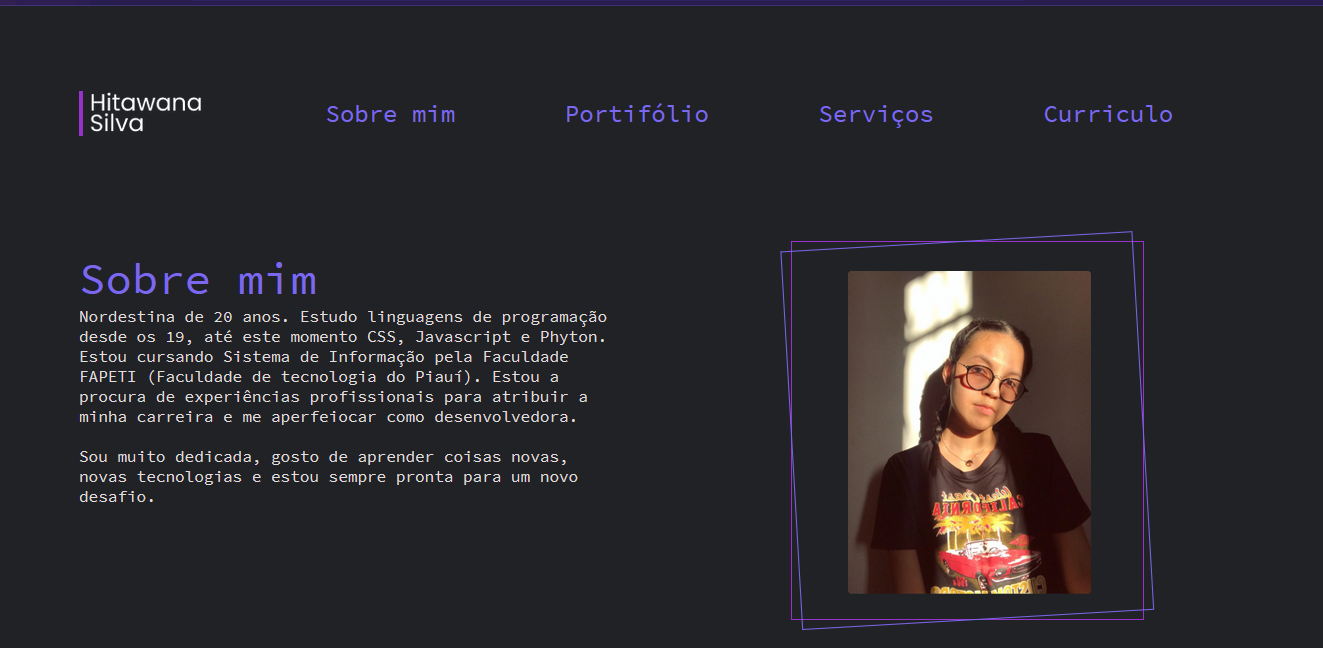 Hitawana
Silva
Sobre mim
Portifólio
Serviços
Curriculo
Sobre mim
Nordestina de 20 anos. Estudo linguagens de programação
desde os 19, até este momento CSS, Javascript e Phyton.
Estou cursando Sistema de Informação pela Faculdade
FAPETI (Faculdade de tecnologia do Piauí). Estou a
procura de experiências profissionais para atribuir a
minha carreira e me aperfeiocar como desenvolvedora.
Sou muito dedicada, gosto de aprender coisas novas,
novas tecnologias e estou sempre pronta para um novo
desafio.
CALIFORNIA